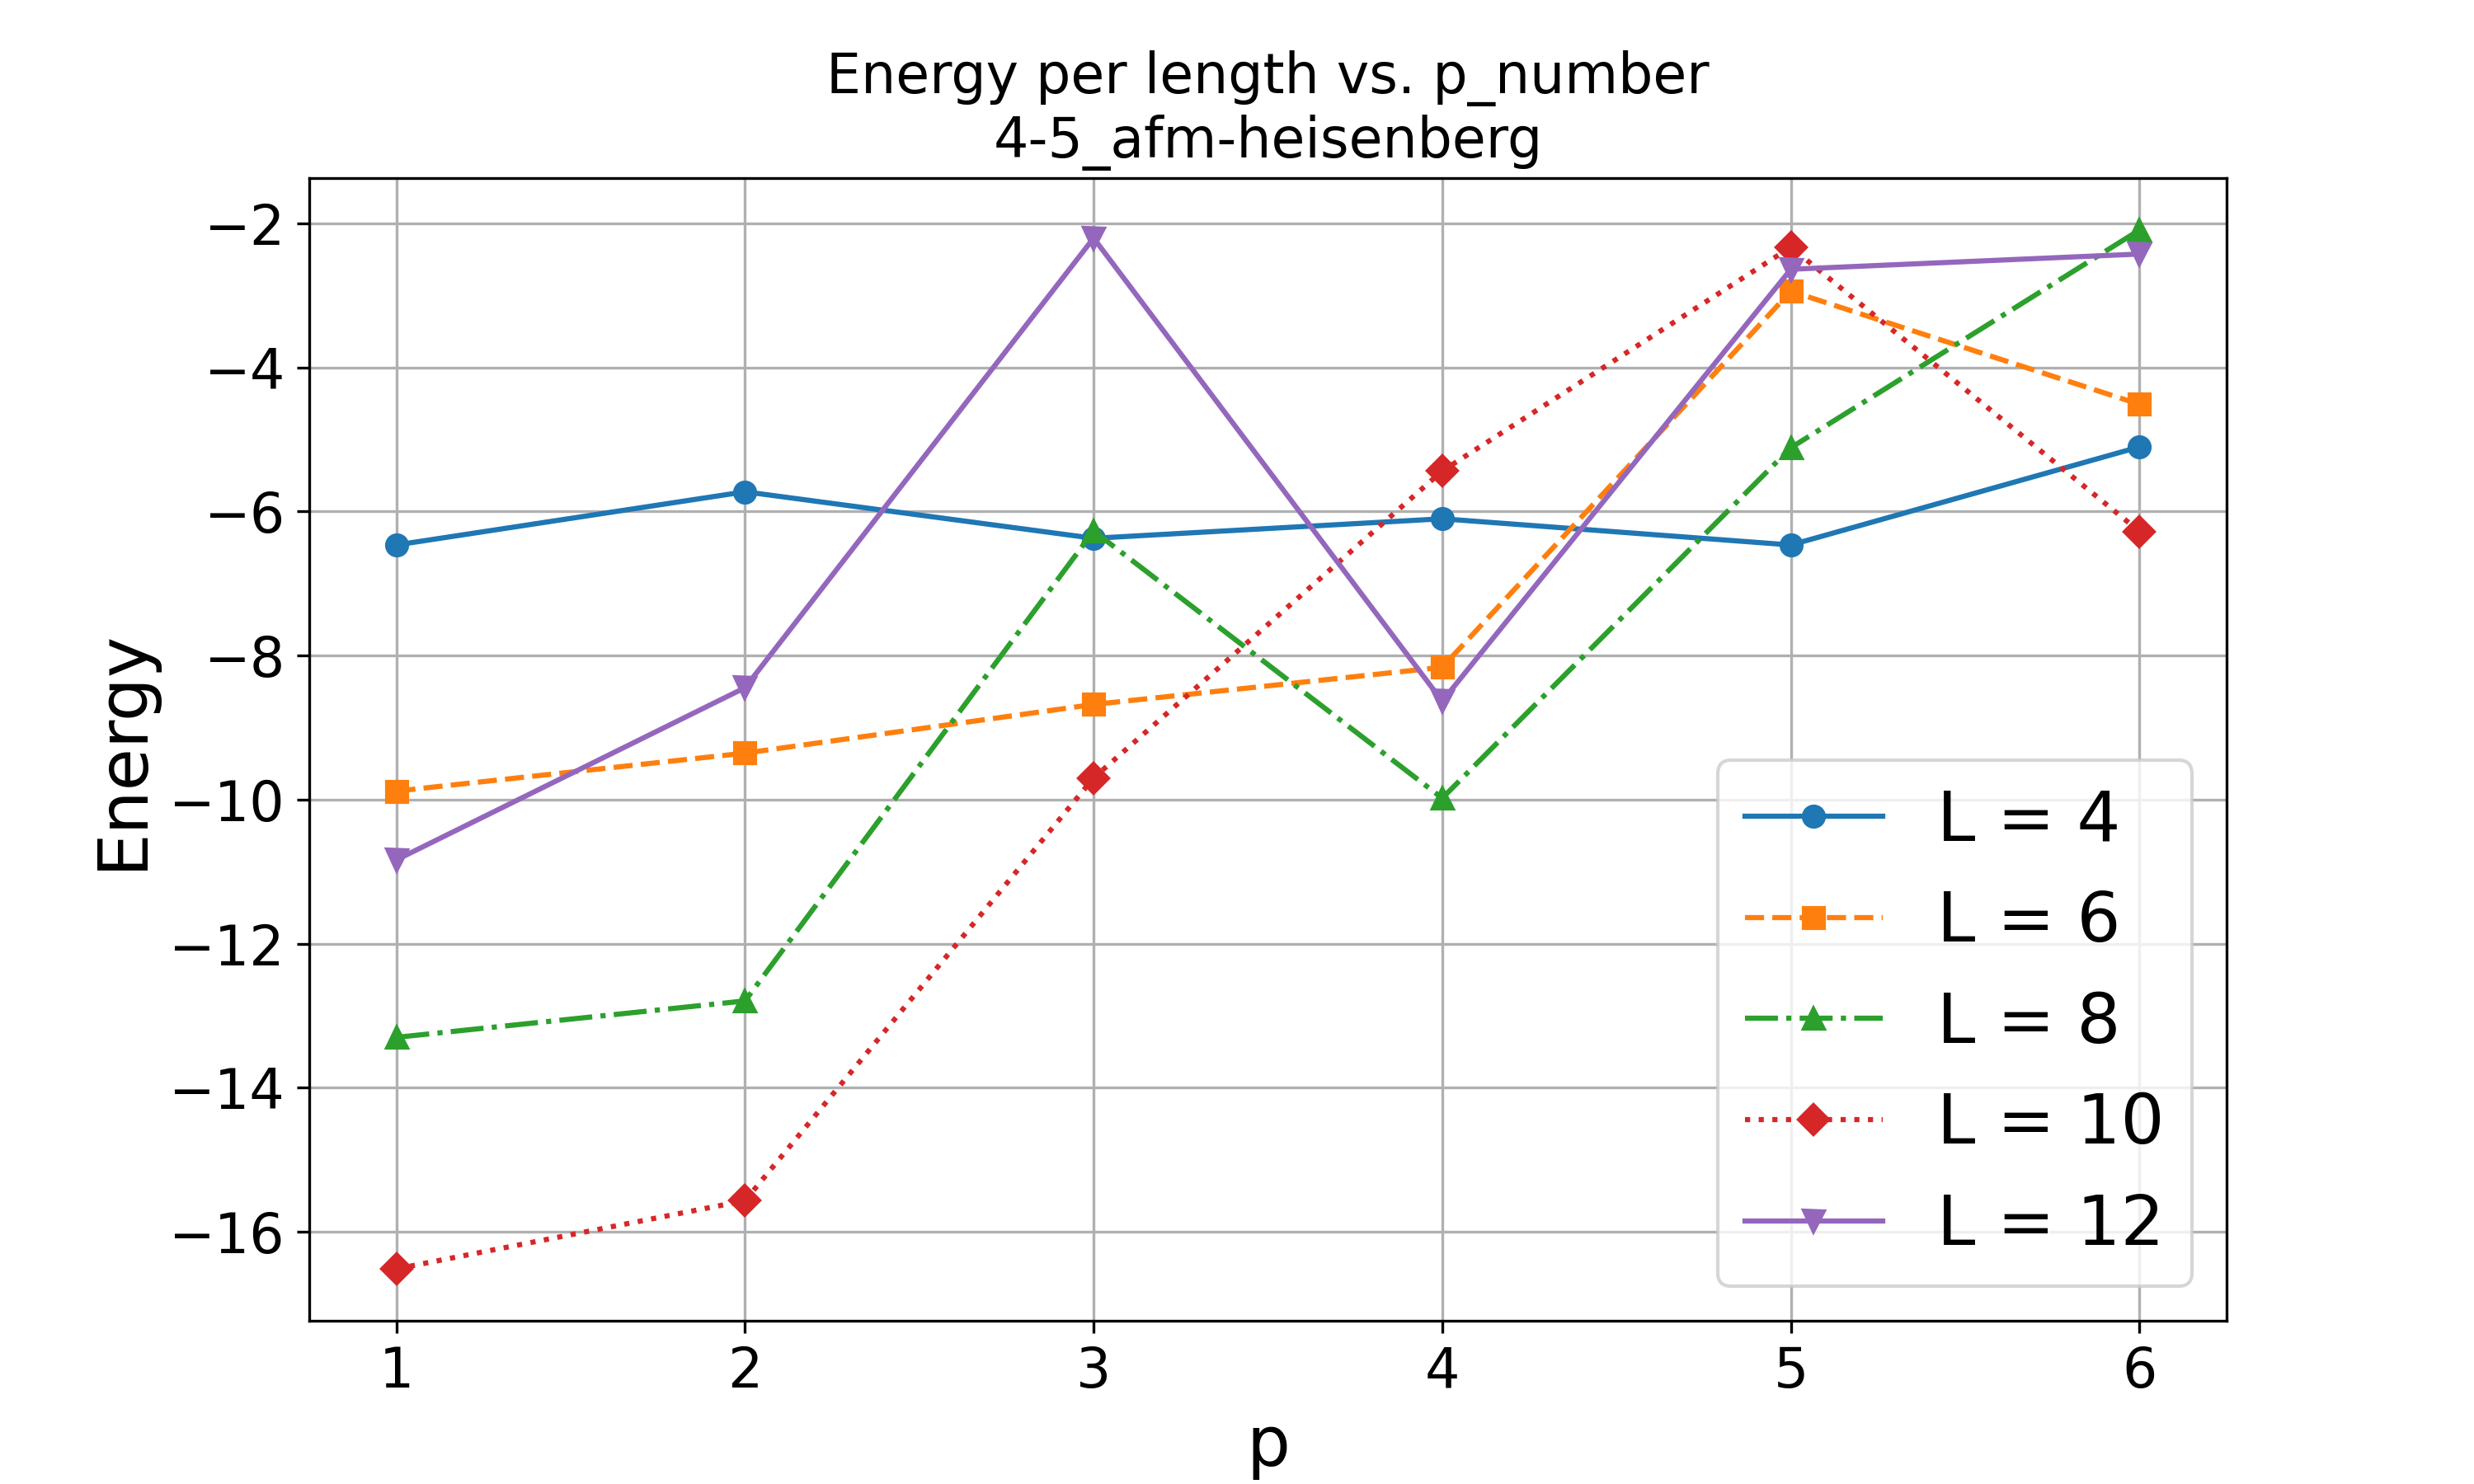 Energy per length vs. p_number
4-5_afm-heisenberg
Energy
−2
−4
−6
−8
−10
−12
−14
−16
L = 4
L = 6
L = 8
L = 10
L = 12
1 2 3 4 5 6
p